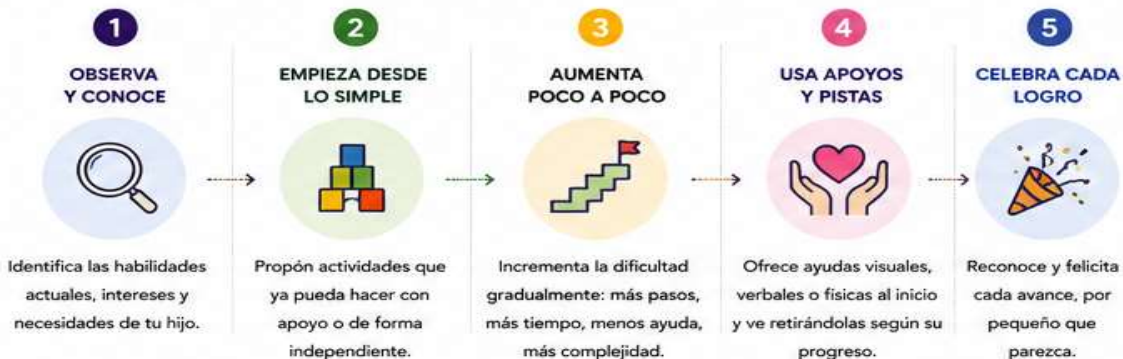 1
OBSERVA
Y CONOCE
Identifica las habilidades
actuales, intereses y
necesidades de tu hijo.
2
EMPIEZA DESDE
LO SIMPLE
Propón actividades que
ya pueda hacer con
apoyo o de forma
independiente.
3
AUMENTA
POCO A POCO
Incrementa la dificultad
gradualmente: más pasos,
más tiempo, menos ayuda,
más complejidad.
4
USA APOYOS
Y PISTAS
Ofrece ayudas visuales,
verbales o físicas al inicio
y ve retirándolas según su
progreso.
5
CELEBRA CADA
LOGRO
Reconoce y felicita
cada avance, por
pequeño que
parezca.